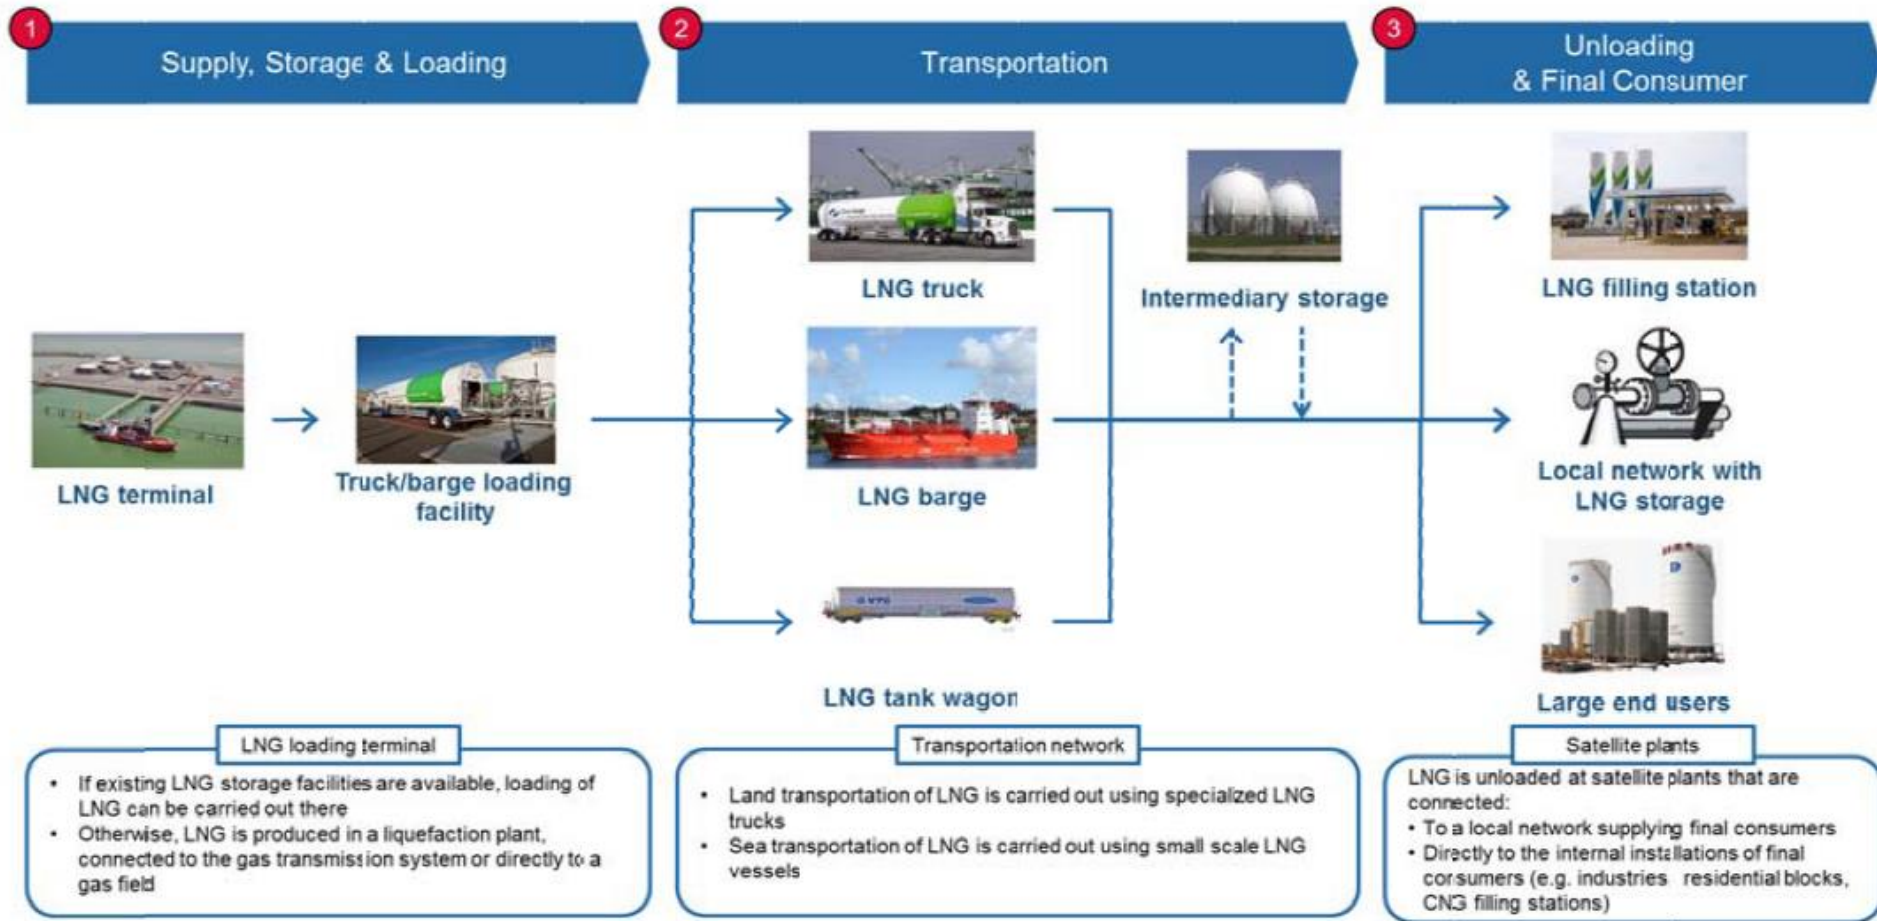 1
Supply, Storage & Loading
2
Transportation
3
Unloading
& Final Consumer
LNG truck
Intermediary storage
LNG filling station
LNG terminal
Truck/barge loading
facility
LNG barge
Local network with
LNG storage
VTG
LNG tank wagon
Large end users
LNG loading terminal
• If existing LNG storage facilities are available, loading of
LNG can be carried out there
• Otherwise, LNG is produced in a liquefaction plant,
connected to the gas transmission system or directly to a
gas field
Transportation network
• Land transportation of LNG is carried out using specialized LNG
trucks
• Sea transportation of LNG is carried out using small scale LNG
vessels
Satellite plants
LNG is unloaded at satellite plants that are
connected:
• To a local network supplying final consumers
• Directly to the internal installations of final
consumers (e.g. industries residential blocks,
CNG filling stations)